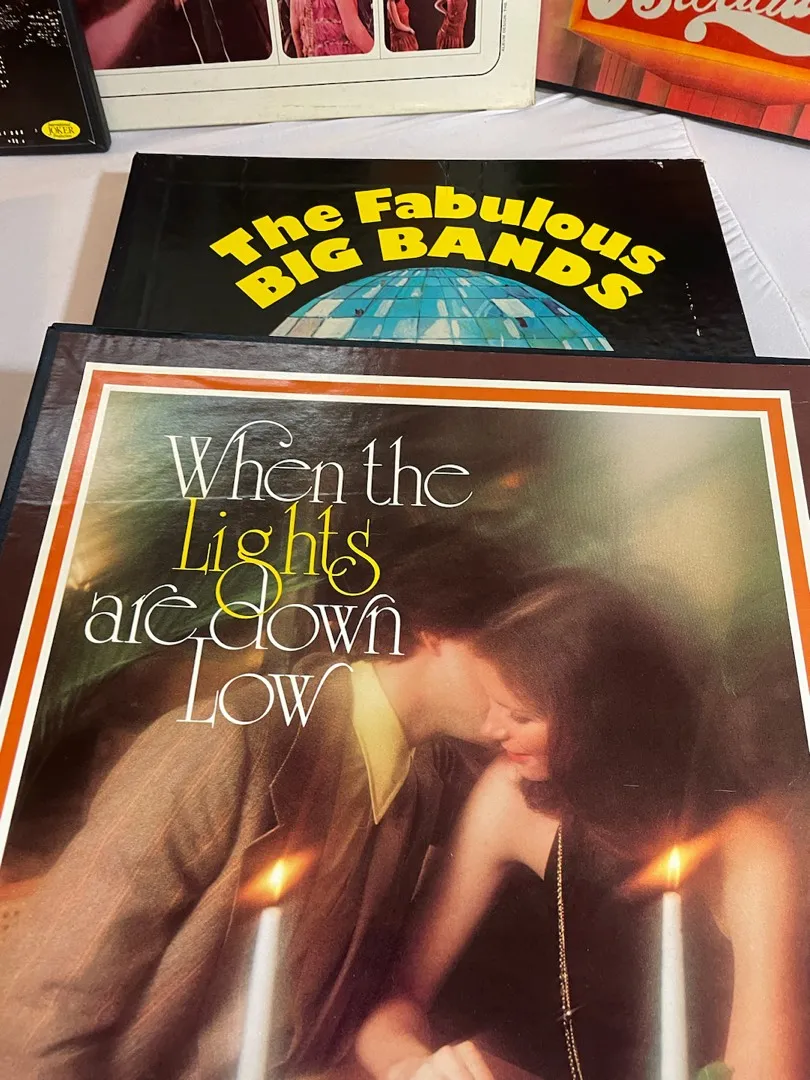 JOKER
The Fabulous
BIG BANDS
When the
Lights
are down
Low